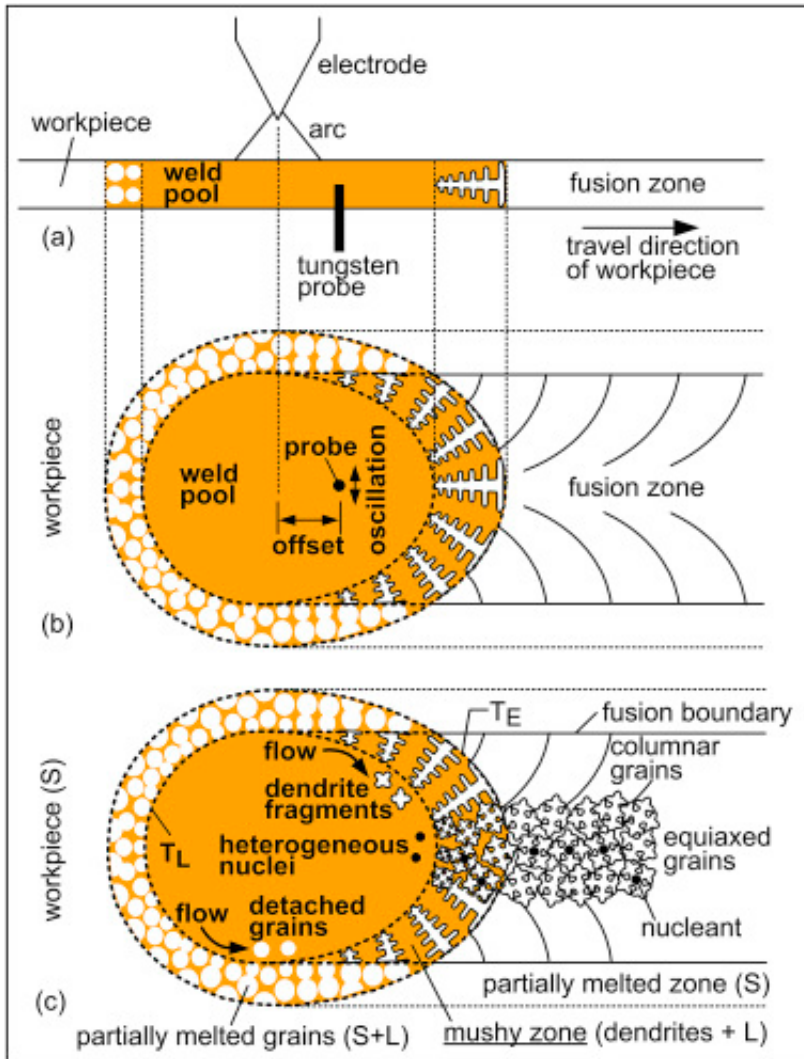 electrode
workpiece
arc
weld
pool
fusion zone
(a)
tungsten
probe
travel direction
of workpiece
workpiece
weld
pool
probe
oscillation
offset
fusion zone
(b)
workpiece (S)
T_E
fusion boundary
flow
columnar
grains
dendrite
fragments
heterogeneous
nuclei
equiaxed
grains
T_L
detached
grains
flow
nucleant
partially melted zone (S)
(c)
partially melted grains (S+L)
mushy zone (dendrites + L)